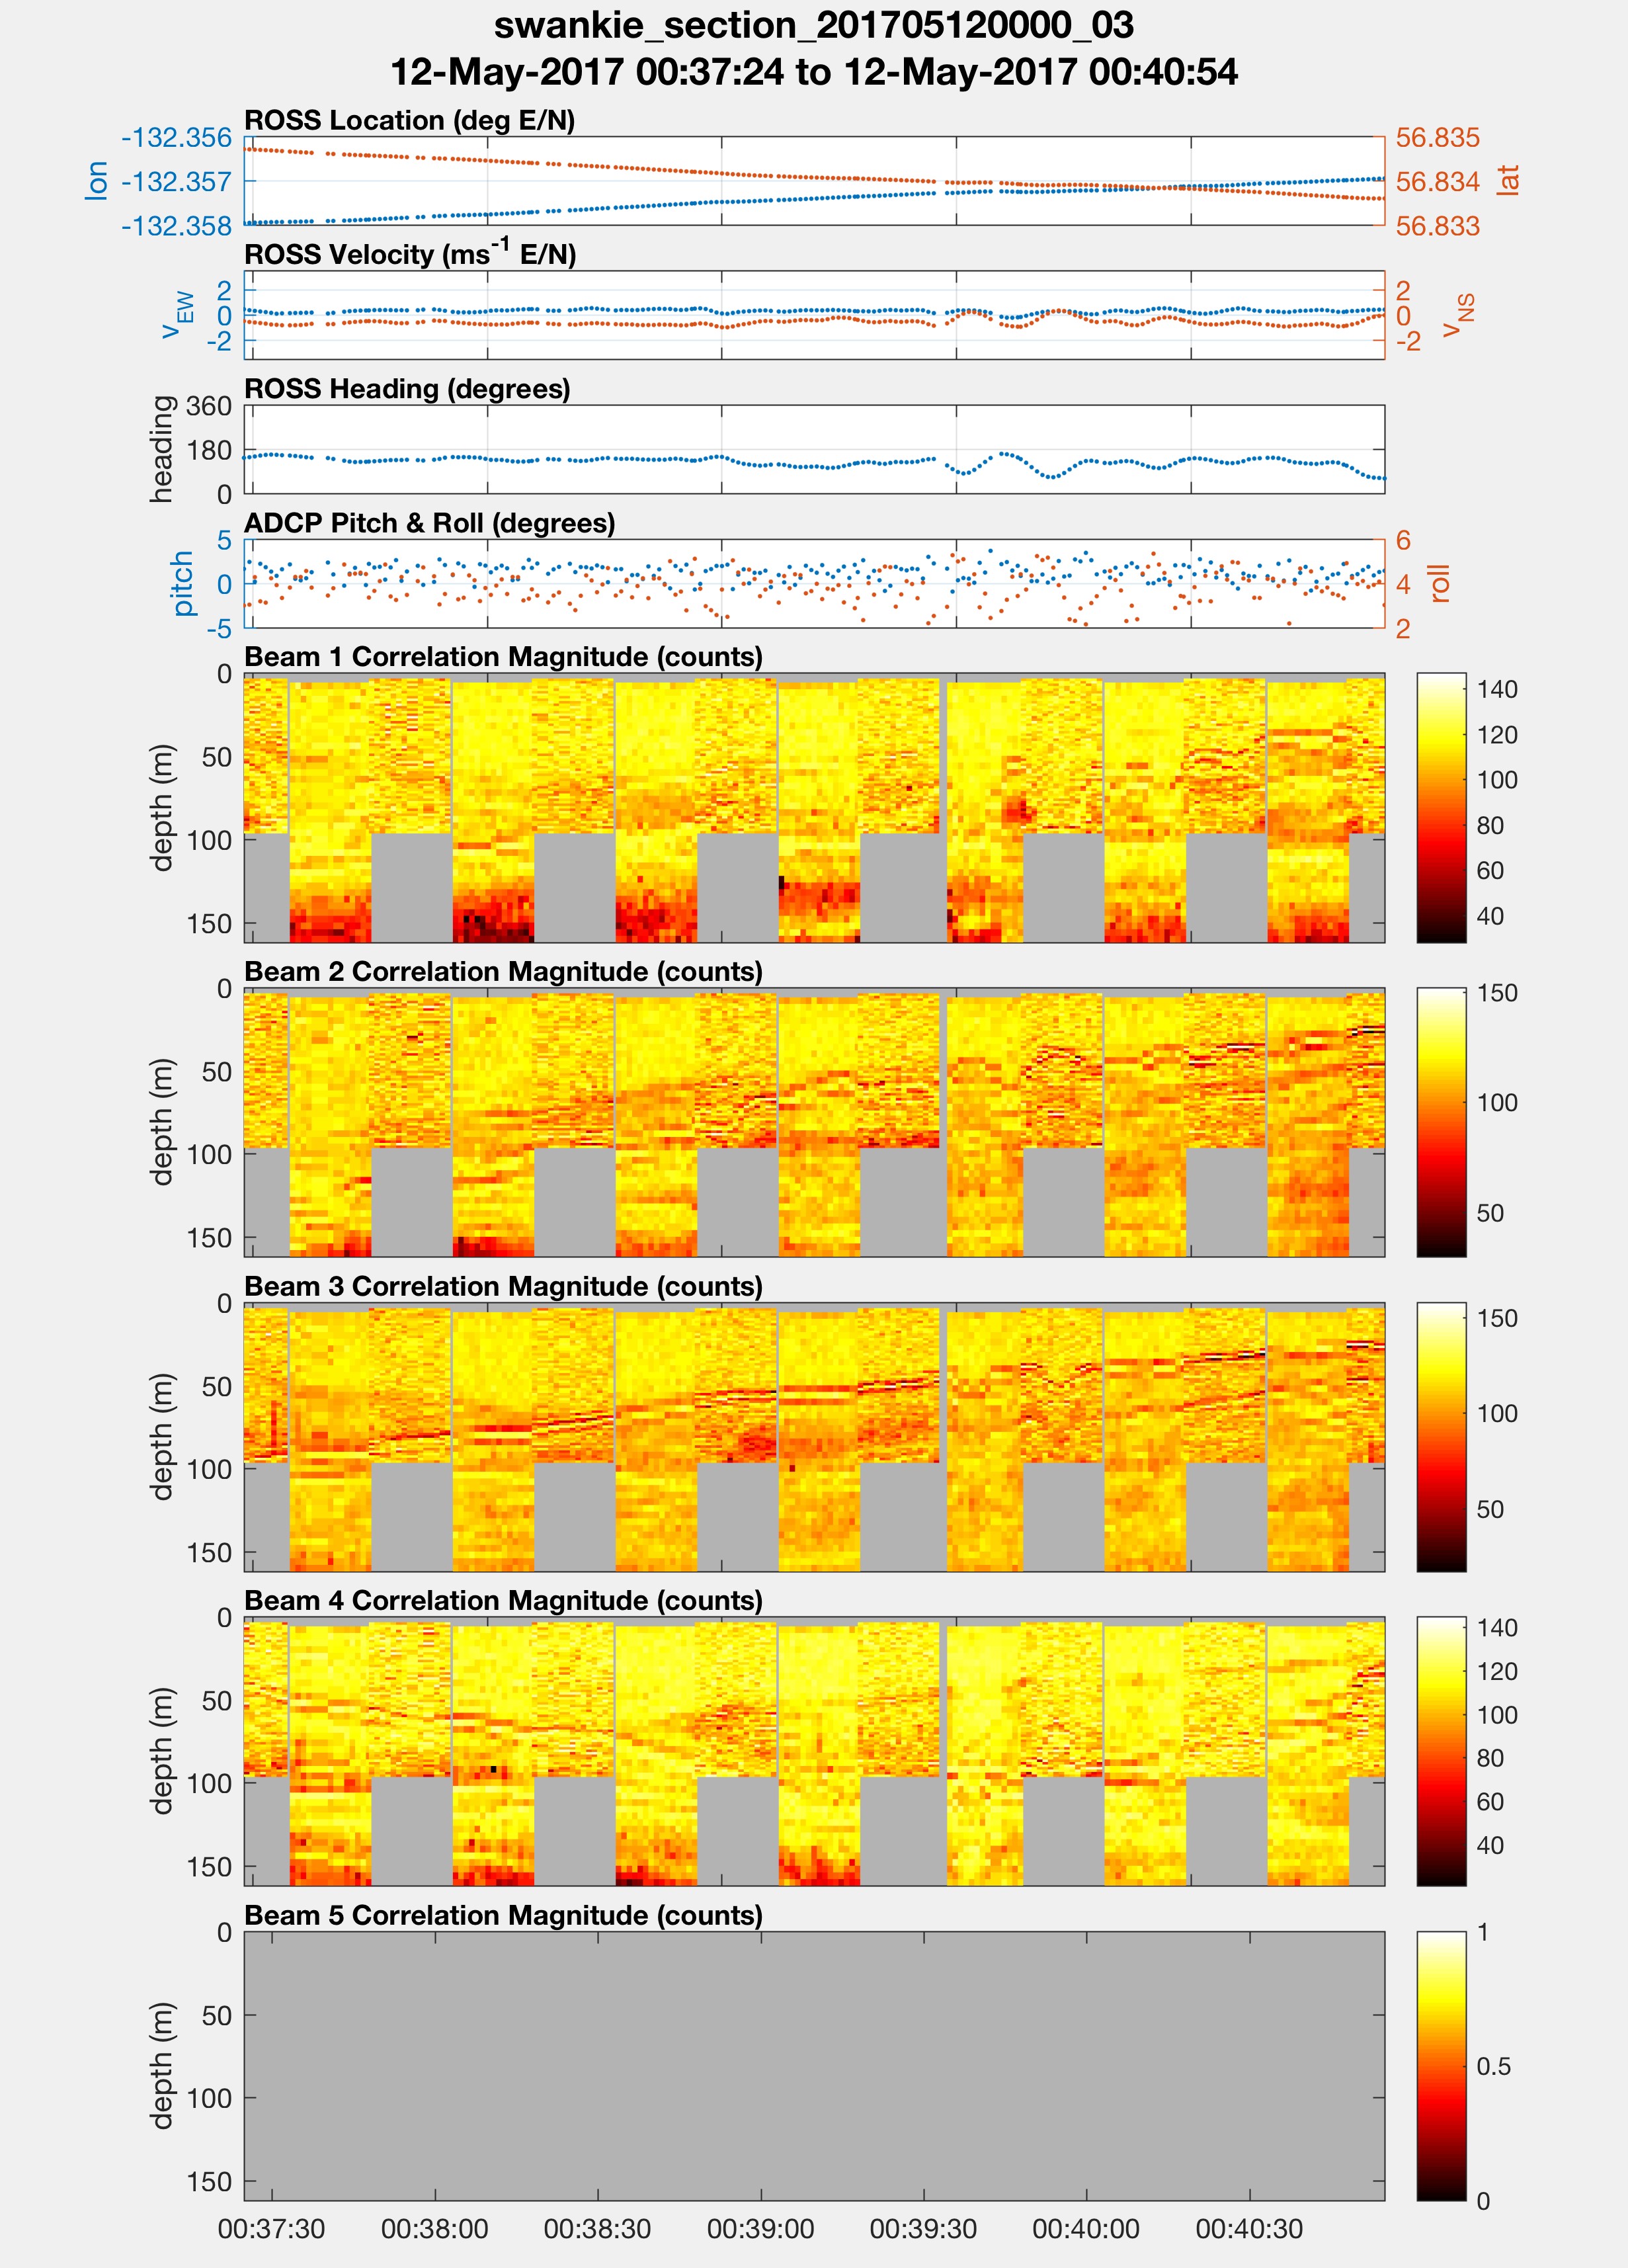 swankie_section_201705120000_03
12-May-2017 00:37:24 to 12-May-2017 00:40:54
ROSS Location (deg E/N)
-132.356
-132.357
-132.358
lon
56.835
56.834
56.833
lat
ROSS Velocity (ms-1 E/N)
2
0
-2
vEW
2
0
-2
vNS
ROSS Heading (degrees)
360
180
0
heading
ADCP Pitch & Roll (degrees)
5
0
-5
pitch
6
4
2
roll
Beam 1 Correlation Magnitude (counts)
0
50
100
150
depth (m)
140
120
100
80
60
40
Beam 2 Correlation Magnitude (counts)
0
50
100
150
depth (m)
150
100
50
Beam 3 Correlation Magnitude (counts)
0
50
100
150
depth (m)
150
100
50
Beam 4 Correlation Magnitude (counts)
0
50
100
150
depth (m)
140
120
100
80
60
40
Beam 5 Correlation Magnitude (counts)
0
50
100
150
depth (m)
1
0.5
0
00:37:30 00:38:00 00:38:30 00:39:00 00:39:30 00:40:00 00:40:30